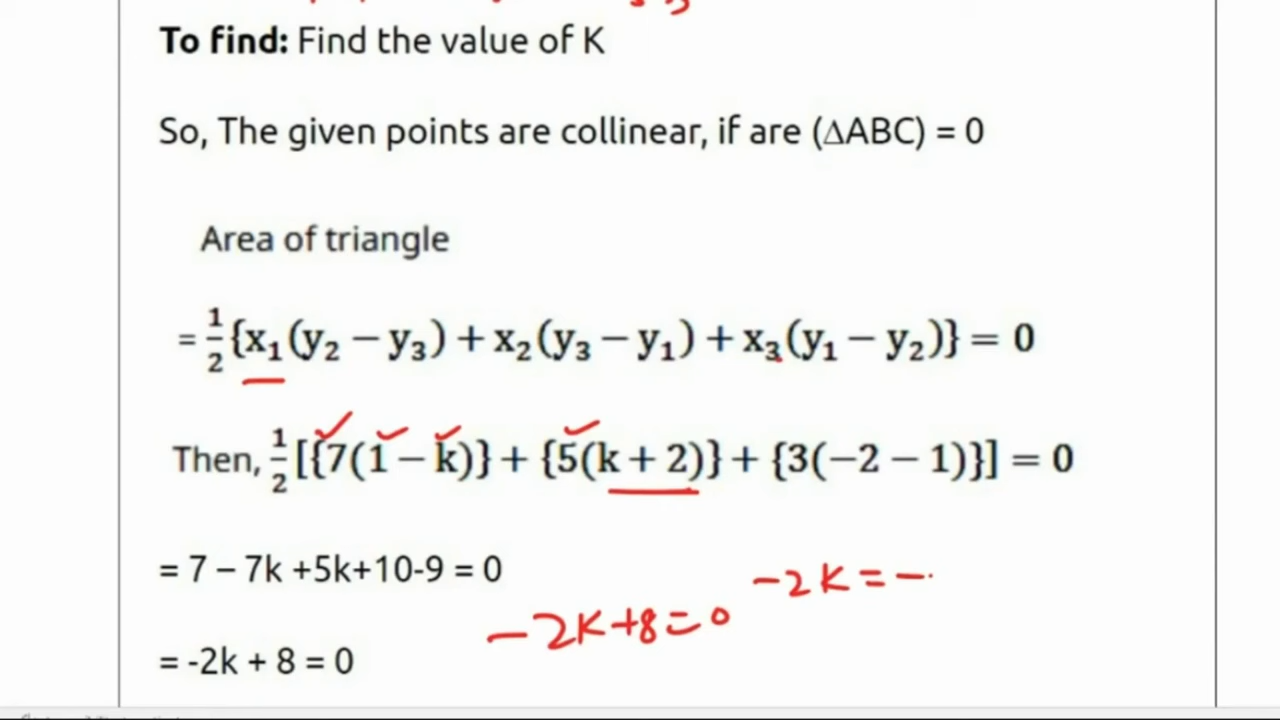 To find: Find the value of K
So, The given points are collinear, if are (∆ABC) = 0
Area of triangle
= 1/2 {x₁(y₂ − y₃) + x₂(y₃ − y₁) + x₃(y₁ − y₂)} = 0
Then, 1/2 [{7(1 − k)} + {5(k + 2)} + {3(−2 − 1)}] = 0
= 7 – 7k +5k+10-9 = 0
−2K = −
−2K+8=0
= -2k + 8 = 0